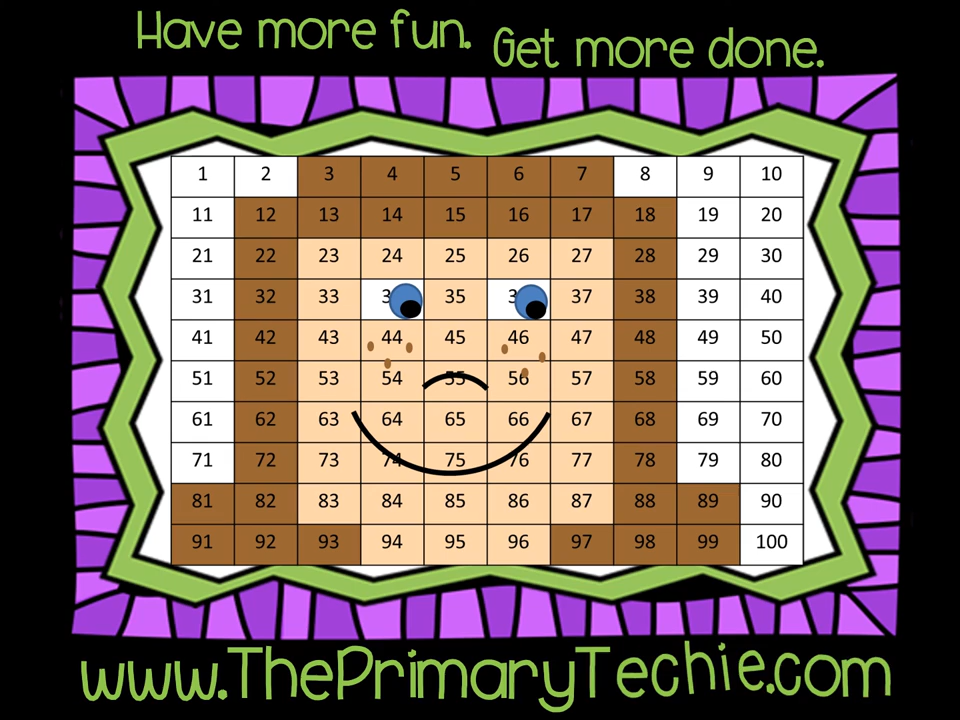 Have more fun. Get more done.
1 2 3 4 5 6 7 8 9 10
11 12 13 14 15 16 17 18 19 20
21 22 23 24 25 26 27 28 29 30
31 32 33 3 35 3 37 38 39 40
41 42 43 44 45 46 47 48 49 50
51 52 53 54 55 56 57 58 59 60
61 62 63 64 65 66 67 68 69 70
71 72 73 74 75 76 77 78 79 80
81 82 83 84 85 86 87 88 89 90
91 92 93 94 95 96 97 98 99 100
www.ThePrimaryTechie.com